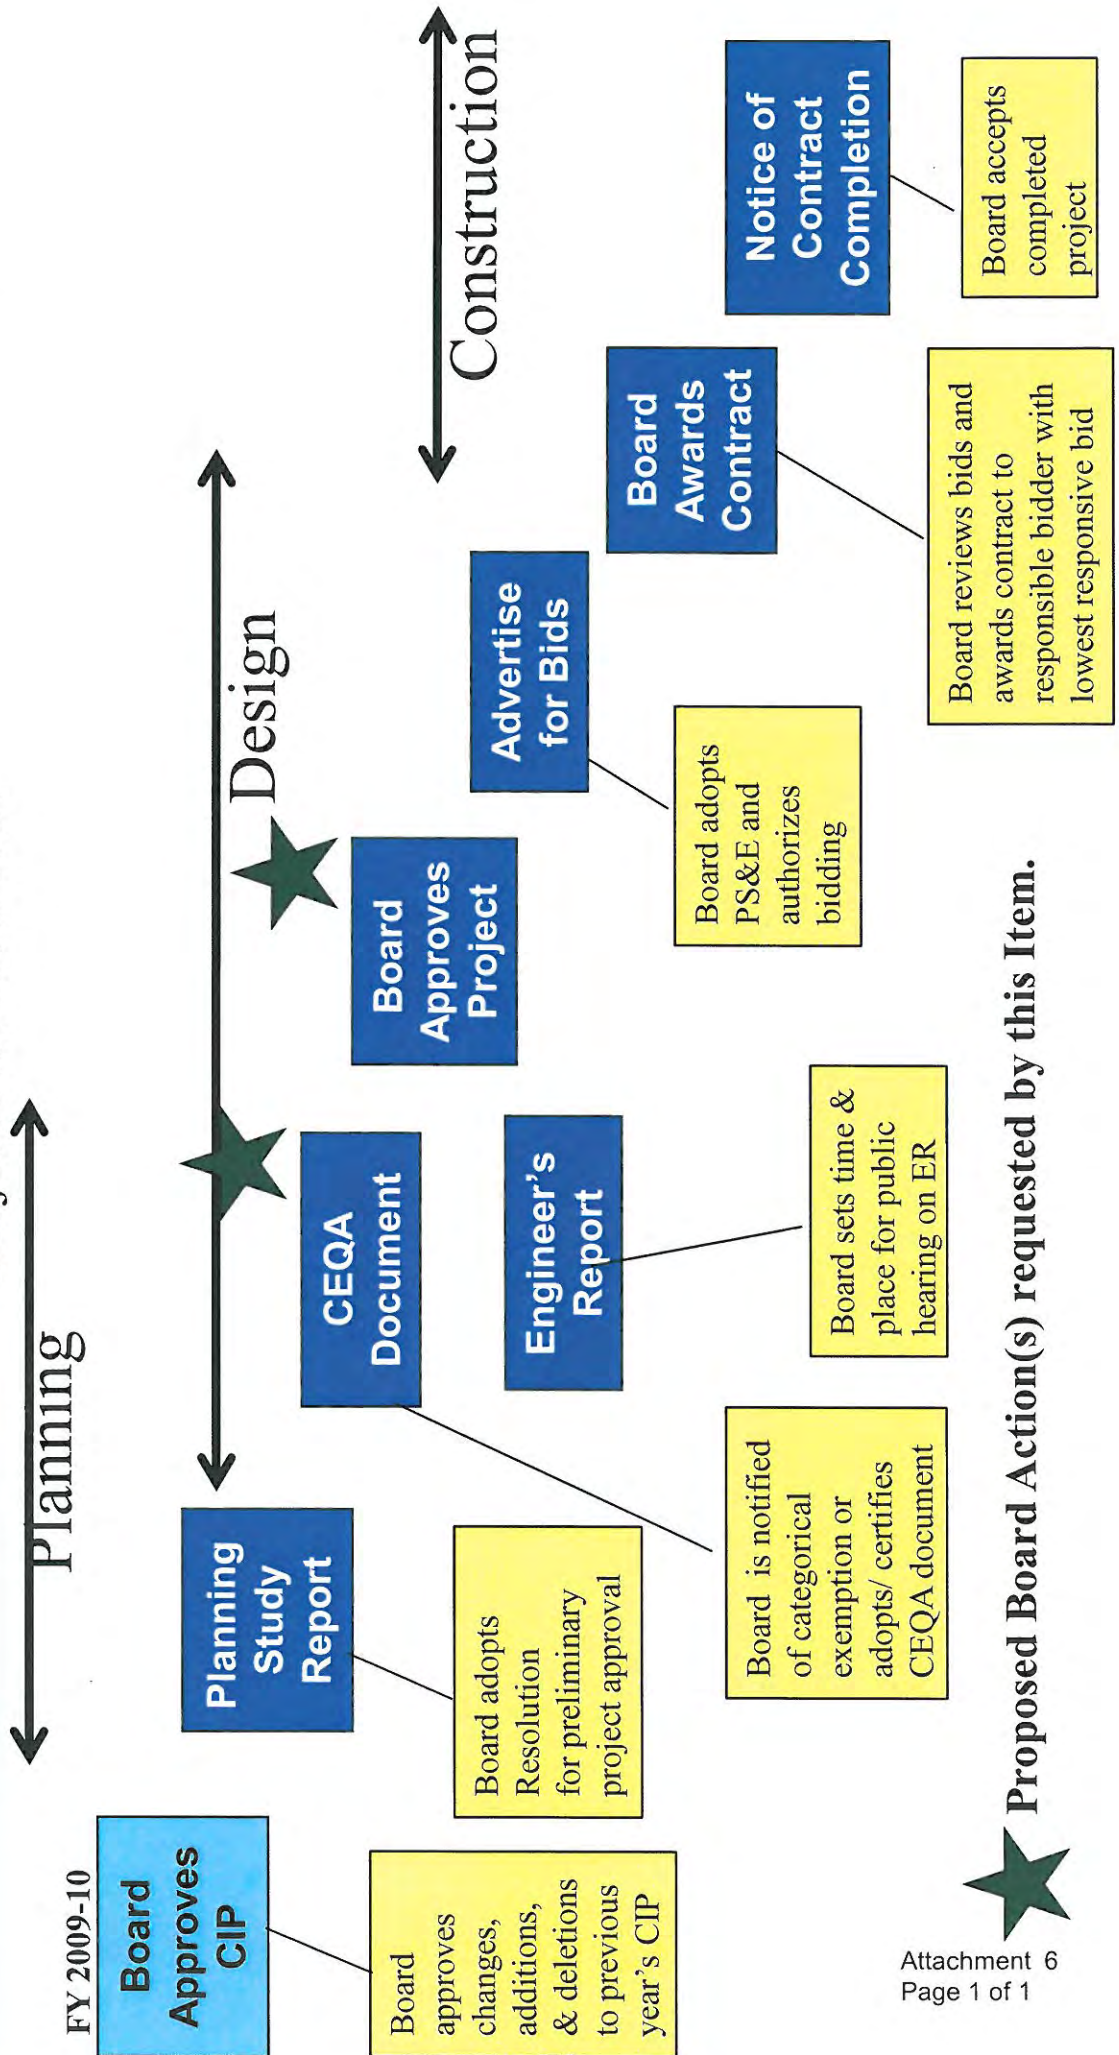 Planning
Design
Construction
FY 2009-10
Board
Approves
CIP
Board
approves
changes,
additions,
& deletions
to previous
year's CIP
Planning
Study
Report
Board adopts
Resolution
for preliminary
project approval
CEQA
Document
Board is notified
of categorical
exemption or
adopts/ certifies
CEQA document
Engineer's
Report
Board sets time &
place for public
hearing on ER
Board
Approves
Project
Advertise
for Bids
Board adopts
PS&E and
authorizes
bidding
Board
Awards
Contract
Board reviews bids and
awards contract to
responsible bidder with
lowest responsive bid
Notice of
Contract
Completion
Board accepts
completed
project
Proposed Board Action(s) requested by this Item.
Attachment 6
Page 1 of 1